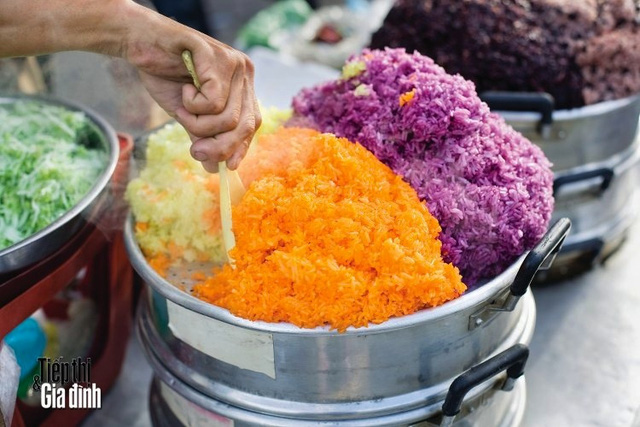 Tiếp thị
& Gia đình